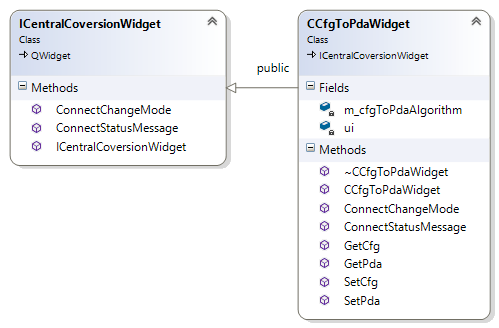 ICentralCoversionWidget
Class
QWidget
Methods
ConnectChangeMode
ConnectStatusMessage
ICentralCoversionWidget
public
CCfgToPdaWidget
Class
ICentralCoversionWidget
Fields
m_cfgToPdaAlgorithm
ui
Methods
~CCfgToPdaWidget
CCfgToPdaWidget
ConnectChangeMode
ConnectStatusMessage
GetCfg
GetPda
SetCfg
SetPda